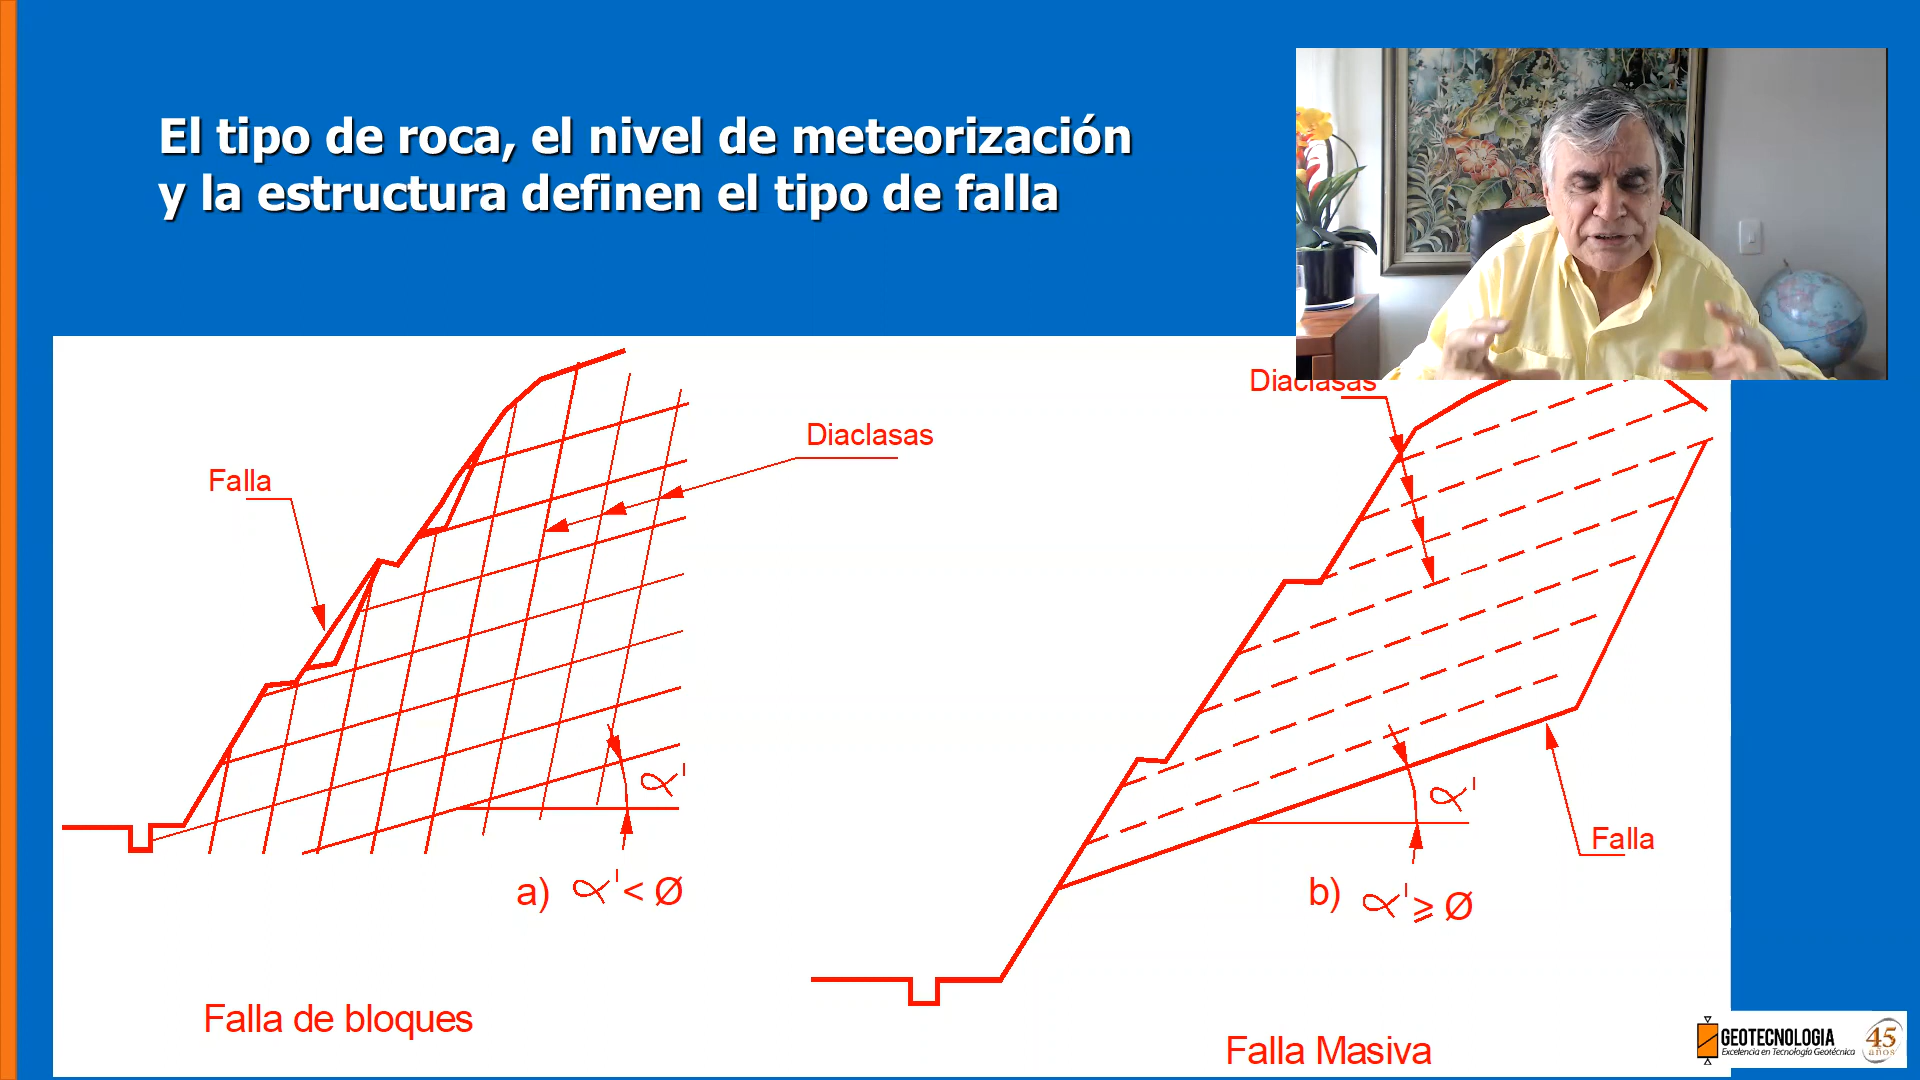 El tipo de roca, el nivel de meteorización
y la estructura definen el tipo de falla
Falla
Diaclasas
α'
a) α' < Ø
Falla de bloques
Diaclasas
α'
Falla
b) α' ≥ Ø
Falla Masiva
GEOTECNOLOGIA
Excelencia en Tecnología Geotécnica
45
años